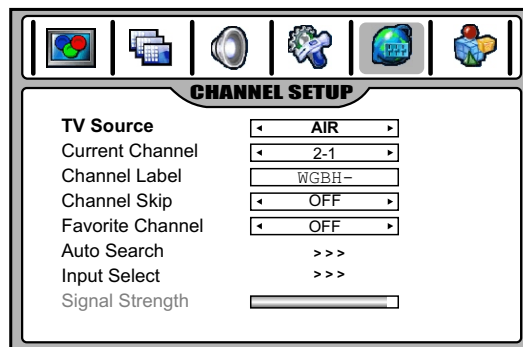 CHANNEL SETUP
TV Source AIR
Current Channel 2-1
Channel Label WGBH-
Channel Skip OFF
Favorite Channel OFF
Auto Search >>>
Input Select >>>
Signal Strength